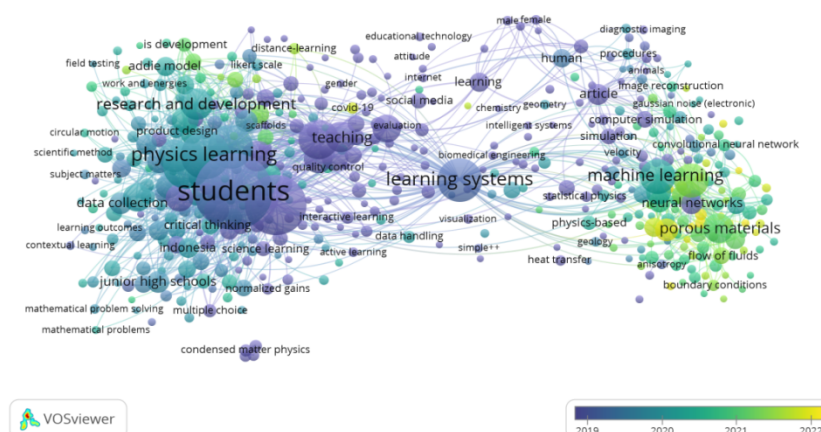 male female
educational technology
diagnostic imaging
is development
distance-learning
attitude
human
procedures
field testing
addie model
likert scale
internet
animals
work and energies
gender
learning
article
image reconstruction
research and development
covid-19
social media
chemistry
geometry
gaussian noise (electronic)
circular motion
product design
scaffolds
evaluation
intelligent systems
computer simulation
teaching
simulation
convolutional neural network
scientific method
physics learning
biomedical engineering
velocity
subject matters
quality control
learning systems
machine learning
students
statistical physics
data collection
neural networks
learning outcomes
critical thinking
interactive learning
visualization
physics-based
porous materials
contextual learning
indonesia
science learning
data handling
simple++
geology
active learning
heat transfer
anisotropy
flow of fluids
junior high schools
normalized gains
boundary conditions
mathematical problem solving
multiple choice
mathematical problems
condensed matter physics
VOSviewer
2019 2020 2021 2022